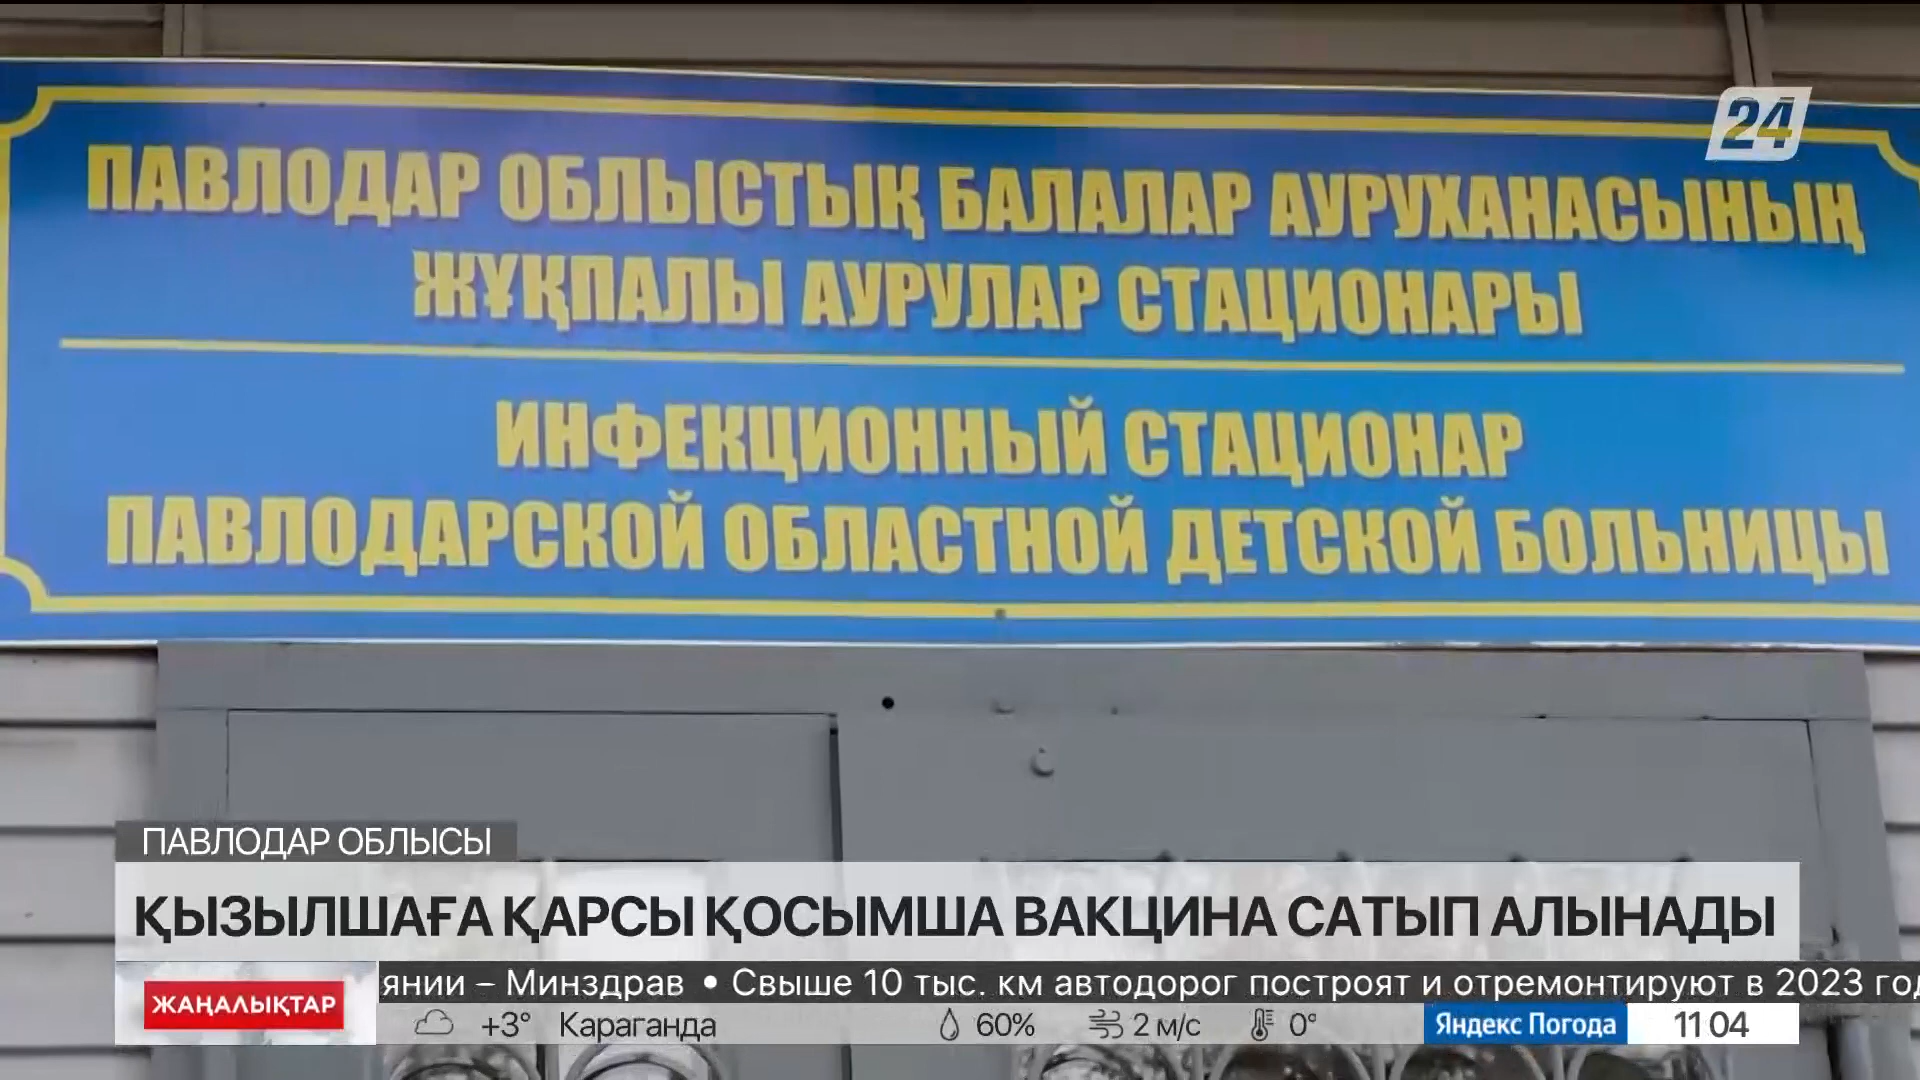 24
ПАВЛОДАР ОБЛЫСТЫҚ БАЛАЛАР АУРУХАНАСЫНЫҢ
ЖҰҚПАЛЫ АУРУЛАР СТАЦИОНАРЫ
ИНФЕКЦИОННЫЙ СТАЦИОНАР
ПАВЛОДАРСКОЙ ОБЛАСТНОЙ ДЕТСКОЙ БОЛЬНИЦЫ
ПАВЛОДАР ОБЛЫСЫ
ҚЫЗЫЛШАҒА ҚАРСЫ ҚОСЫМША ВАКЦИНА САТЫП АЛЫНАДЫ
ЖАҢАЛЫҚТАР
янии – Минздрав • Свыше 10 тыс. км автодорог построят и отремонтируют в 2023 го
+3° Караганда 60% 2 м/с 0° Яндекс Погода 11 04